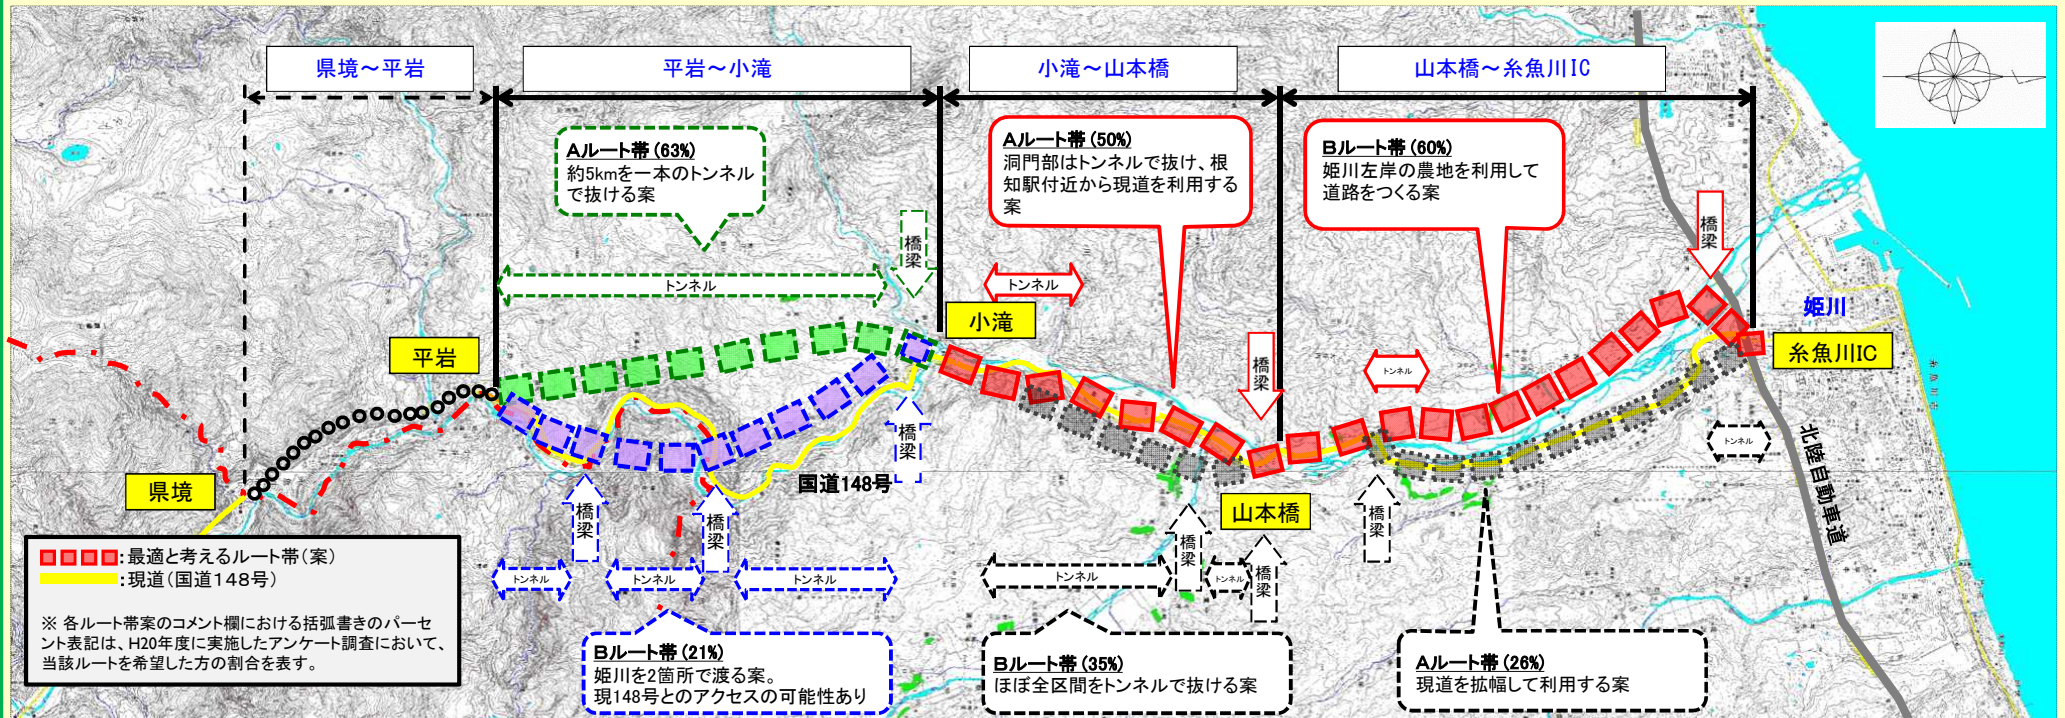 県境～平岩
平岩～小滝
小滝～山本橋
山本橋～糸魚川IC
Aルート帯(63%)
約5kmを一本のトンネル
で抜ける案
Aルート帯(50%)
洞門部はトンネルで抜け、根
知駅付近から現道を利用する
案
Bルート帯(60%)
姫川左岸の農地を利用して
道路をつくる案
橋梁
橋梁
トンネル
トンネル
小滝
姫川
平岩
橋梁
トンネル
糸魚川IC
橋梁
国道148号
トンネル
北陸自動車道
県境
山本橋
橋梁
橋梁
橋梁
橋梁
橋梁
トンネル
トンネル
トンネル
トンネル
トンネル
:最適と考えるルート帯(案)
:現道(国道148号)
※ 各ルート帯案のコメント欄における括弧書きのパーセ
ント表記は、H20年度に実施したアンケート調査において、
当該ルートを希望した方の割合を表す。
Bルート帯(21%)
姫川を2箇所で渡る案。
現148号とのアクセスの可能性あり
Bルート帯(35%)
ほぼ全区間をトンネルで抜ける案
Aルート帯(26%)
現道を拡幅して利用する案